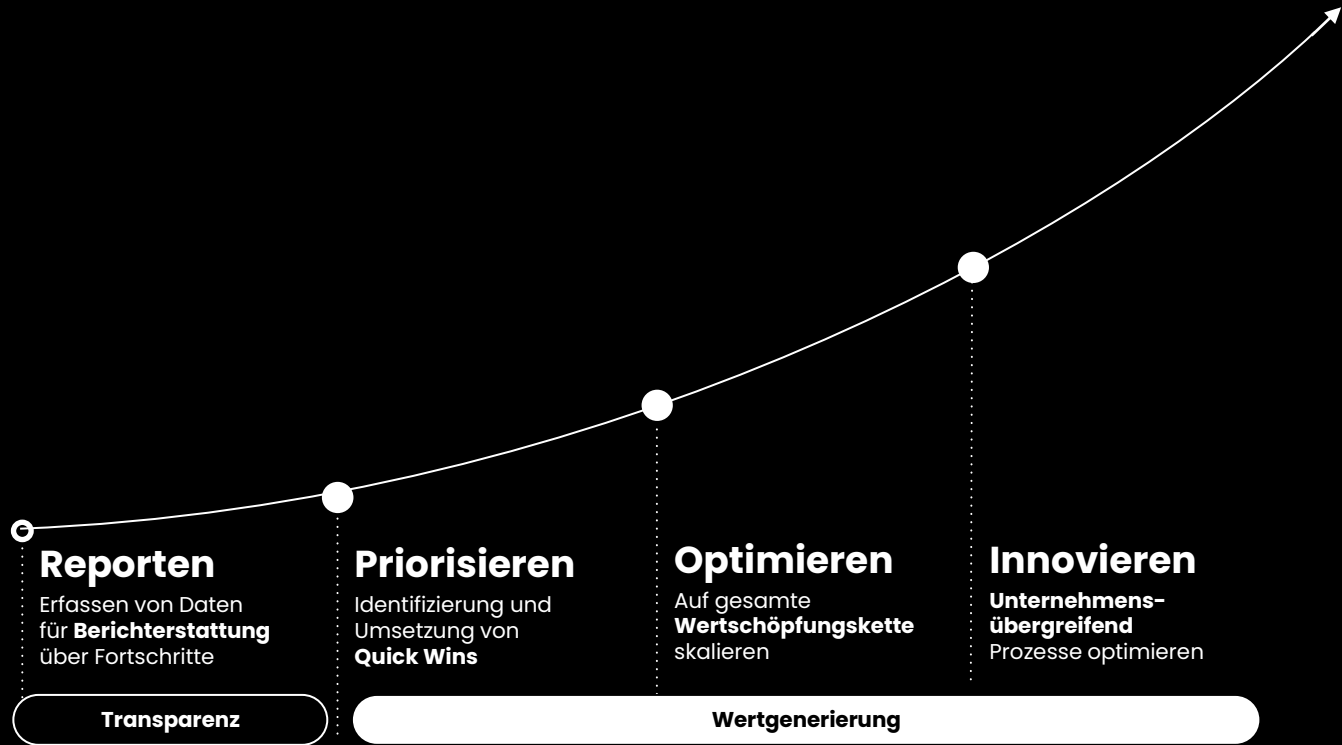 Reporten
Erfassen von Daten
für Berichterstattung
über Fortschritte
Priorisieren
Identifizierung und
Umsetzung von
Quick Wins
Optimieren
Auf gesamte
Wertschöpfungskette
skalieren
Innovieren
Unternehmens-
übergreifend
Prozesse optimieren
Transparenz
Wertgenerierung